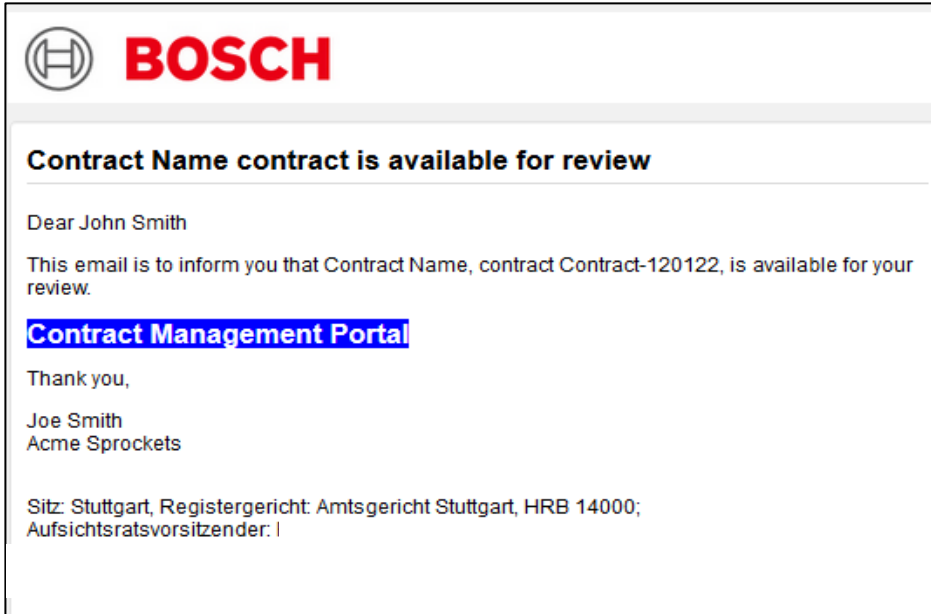 BOSCH
Contract Name contract is available for review
Dear John Smith
This email is to inform you that Contract Name, contract Contract-120122, is available for your
review.
Contract Management Portal
Thank you,
Joe Smith
Acme Sprockets
Sitz: Stuttgart, Registergericht: Amtsgericht Stuttgart, HRB 14000;
Aufsichtsratsvorsitzender: